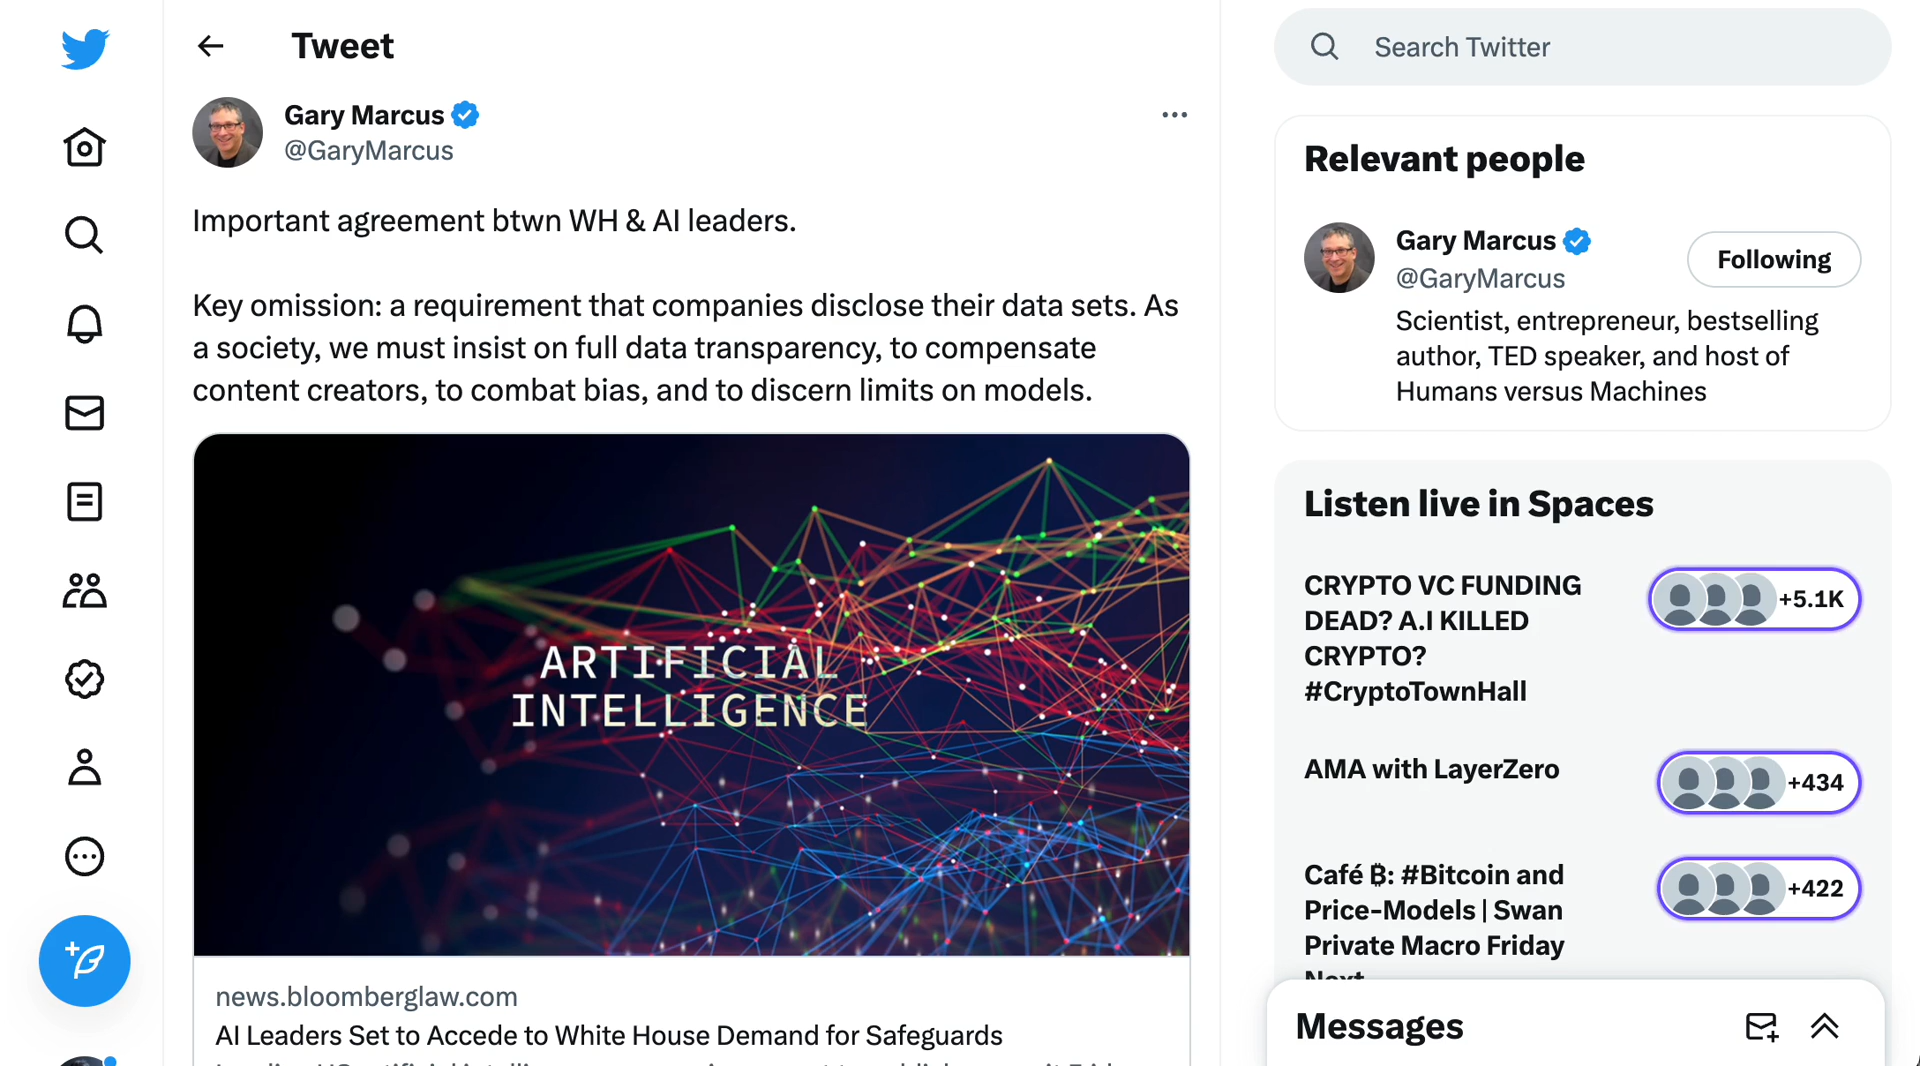 Tweet
Gary Marcus
@GaryMarcus
Important agreement btwn WH & AI leaders.
Key omission: a requirement that companies disclose their data sets. As
a society, we must insist on full data transparency, to compensate
content creators, to combat bias, and to discern limits on models.
ARTIFICIAL
INTELLIGENCE
news.bloomberglaw.com
AI Leaders Set to Accede to White House Demand for Safeguards
Search Twitter
Relevant people
Gary Marcus
@GaryMarcus
Following
Scientist, entrepreneur, bestselling
author, TED speaker, and host of
Humans versus Machines
Listen live in Spaces
CRYPTO VC FUNDING
DEAD? A.I KILLED
CRYPTO?
#CryptoTownHall
+5.1K
AMA with LayerZero
+434
Café ₿: #Bitcoin and
Price-Models | Swan
Private Macro Friday
Next
+422
Messages